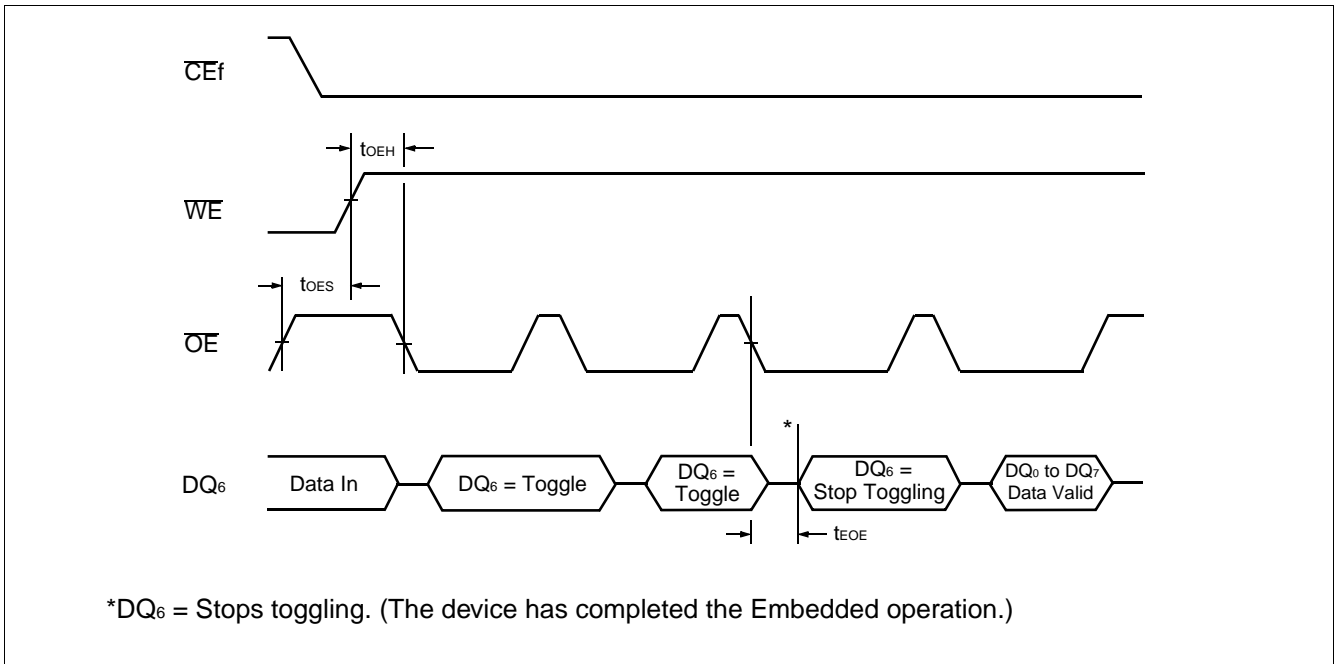 CEf
tOEH
WE
tOES
OE
*
DQ6
Data In
DQ6 = Toggle
DQ6 =
Toggle
DQ6 =
Stop Toggling
DQ0 to DQ7
Data Valid
tEOE
*DQ6 = Stops toggling. (The device has completed the Embedded operation.)